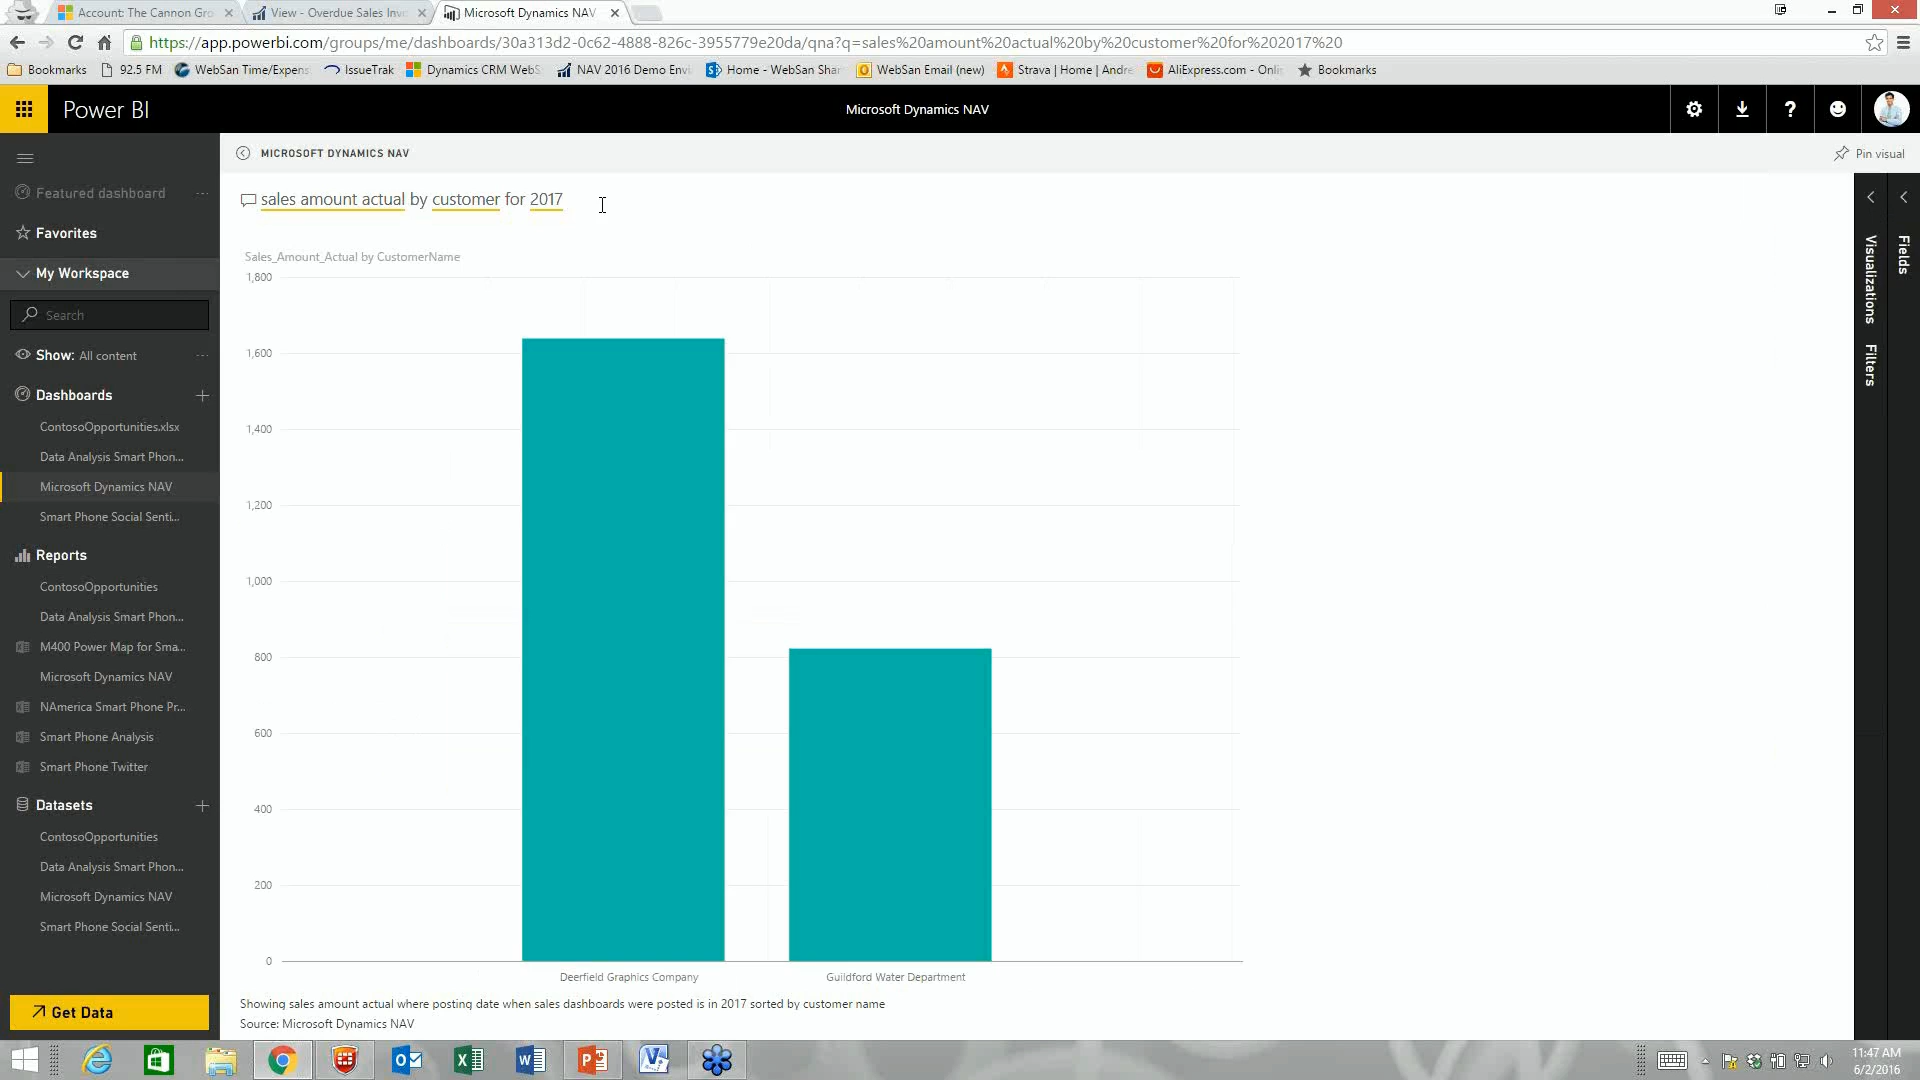 Account: The Cannon Gro
View - Overdue Sales Inv
Microsoft Dynamics NAV
https://app.powerbi.com/groups/me/dashboards/30a313d2-0c62-4888-826c-3955779e20da/qna?q=sales%20amount%20actual%20by%20customer%20for%202017%20
Bookmarks
92.5 FM
WebSan Time/Expens
IssueTrak
Dynamics CRM WebS
NAV 2016 Demo Envi
Home - WebSan Shar
WebSan Email (new)
Strava | Home | Andre
AliExpress.com - Onli
Bookmarks
Power BI
Microsoft Dynamics NAV
?
MICROSOFT DYNAMICS NAV
Pin visual
Featured dashboard
Favorites
My Workspace
Search
Show: All content
Dashboards
ContosoOpportunities.xlsx
Data Analysis Smart Phon...
Microsoft Dynamics NAV
Smart Phone Social Senti...
Reports
ContosoOpportunities
Data Analysis Smart Phon...
M400 Power Map for Sma...
Microsoft Dynamics NAV
NAmerica Smart Phone Pr...
Smart Phone Analysis
Smart Phone Twitter
Datasets
ContosoOpportunities
Data Analysis Smart Phon...
Microsoft Dynamics NAV
Smart Phone Social Senti...
Get Data
sales amount actual by customer for 2017
Sales_Amount_Actual by CustomerName
1,800
1,600
1,400
1,200
1,000
800
600
400
200
0
Deerfield Graphics Company
Guildford Water Department
Showing sales amount actual where posting date when sales dashboards were posted is in 2017 sorted by customer name
Source: Microsoft Dynamics NAV
Visualizations
Filters
Fields
11:47 AM
6/2/2016